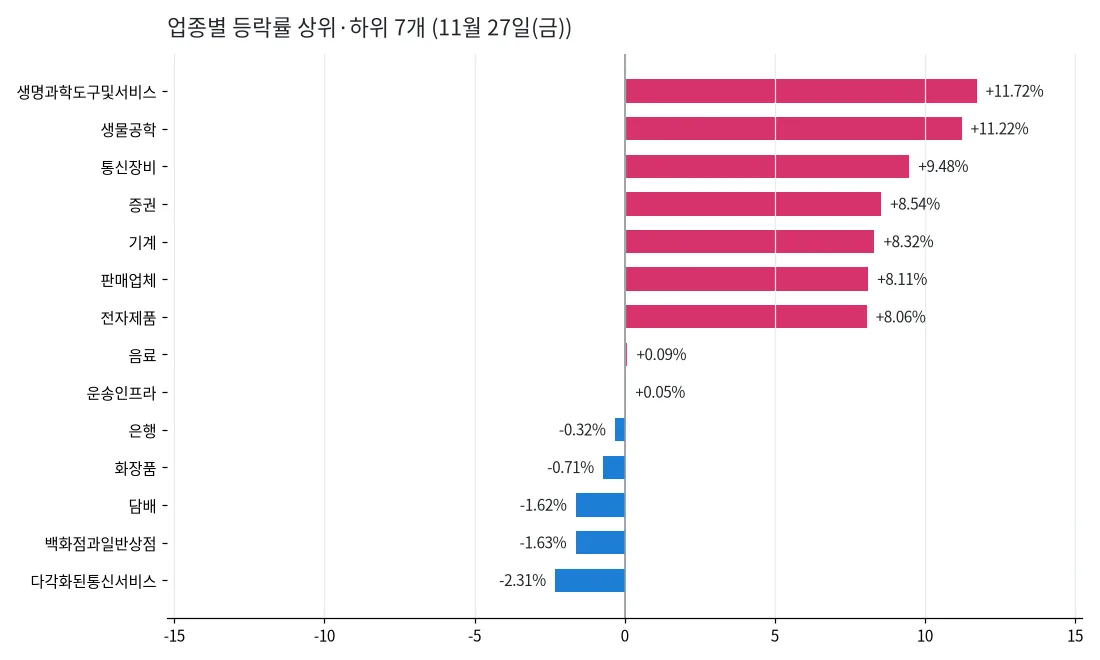 업종별 등락률 상위·하위 7개 (11월 27일(금))
생명과학도구및서비스 +11.72%
생물공학 +11.22%
통신장비 +9.48%
증권 +8.54%
기계 +8.32%
판매업체 +8.11%
전자제품 +8.06%
음료 +0.09%
운송인프라 +0.05%
은행 -0.32%
화장품 -0.71%
담배 -1.62%
백화점과일반상점 -1.63%
다각화된통신서비스 -2.31%
-15 -10 -5 0 5 10 15